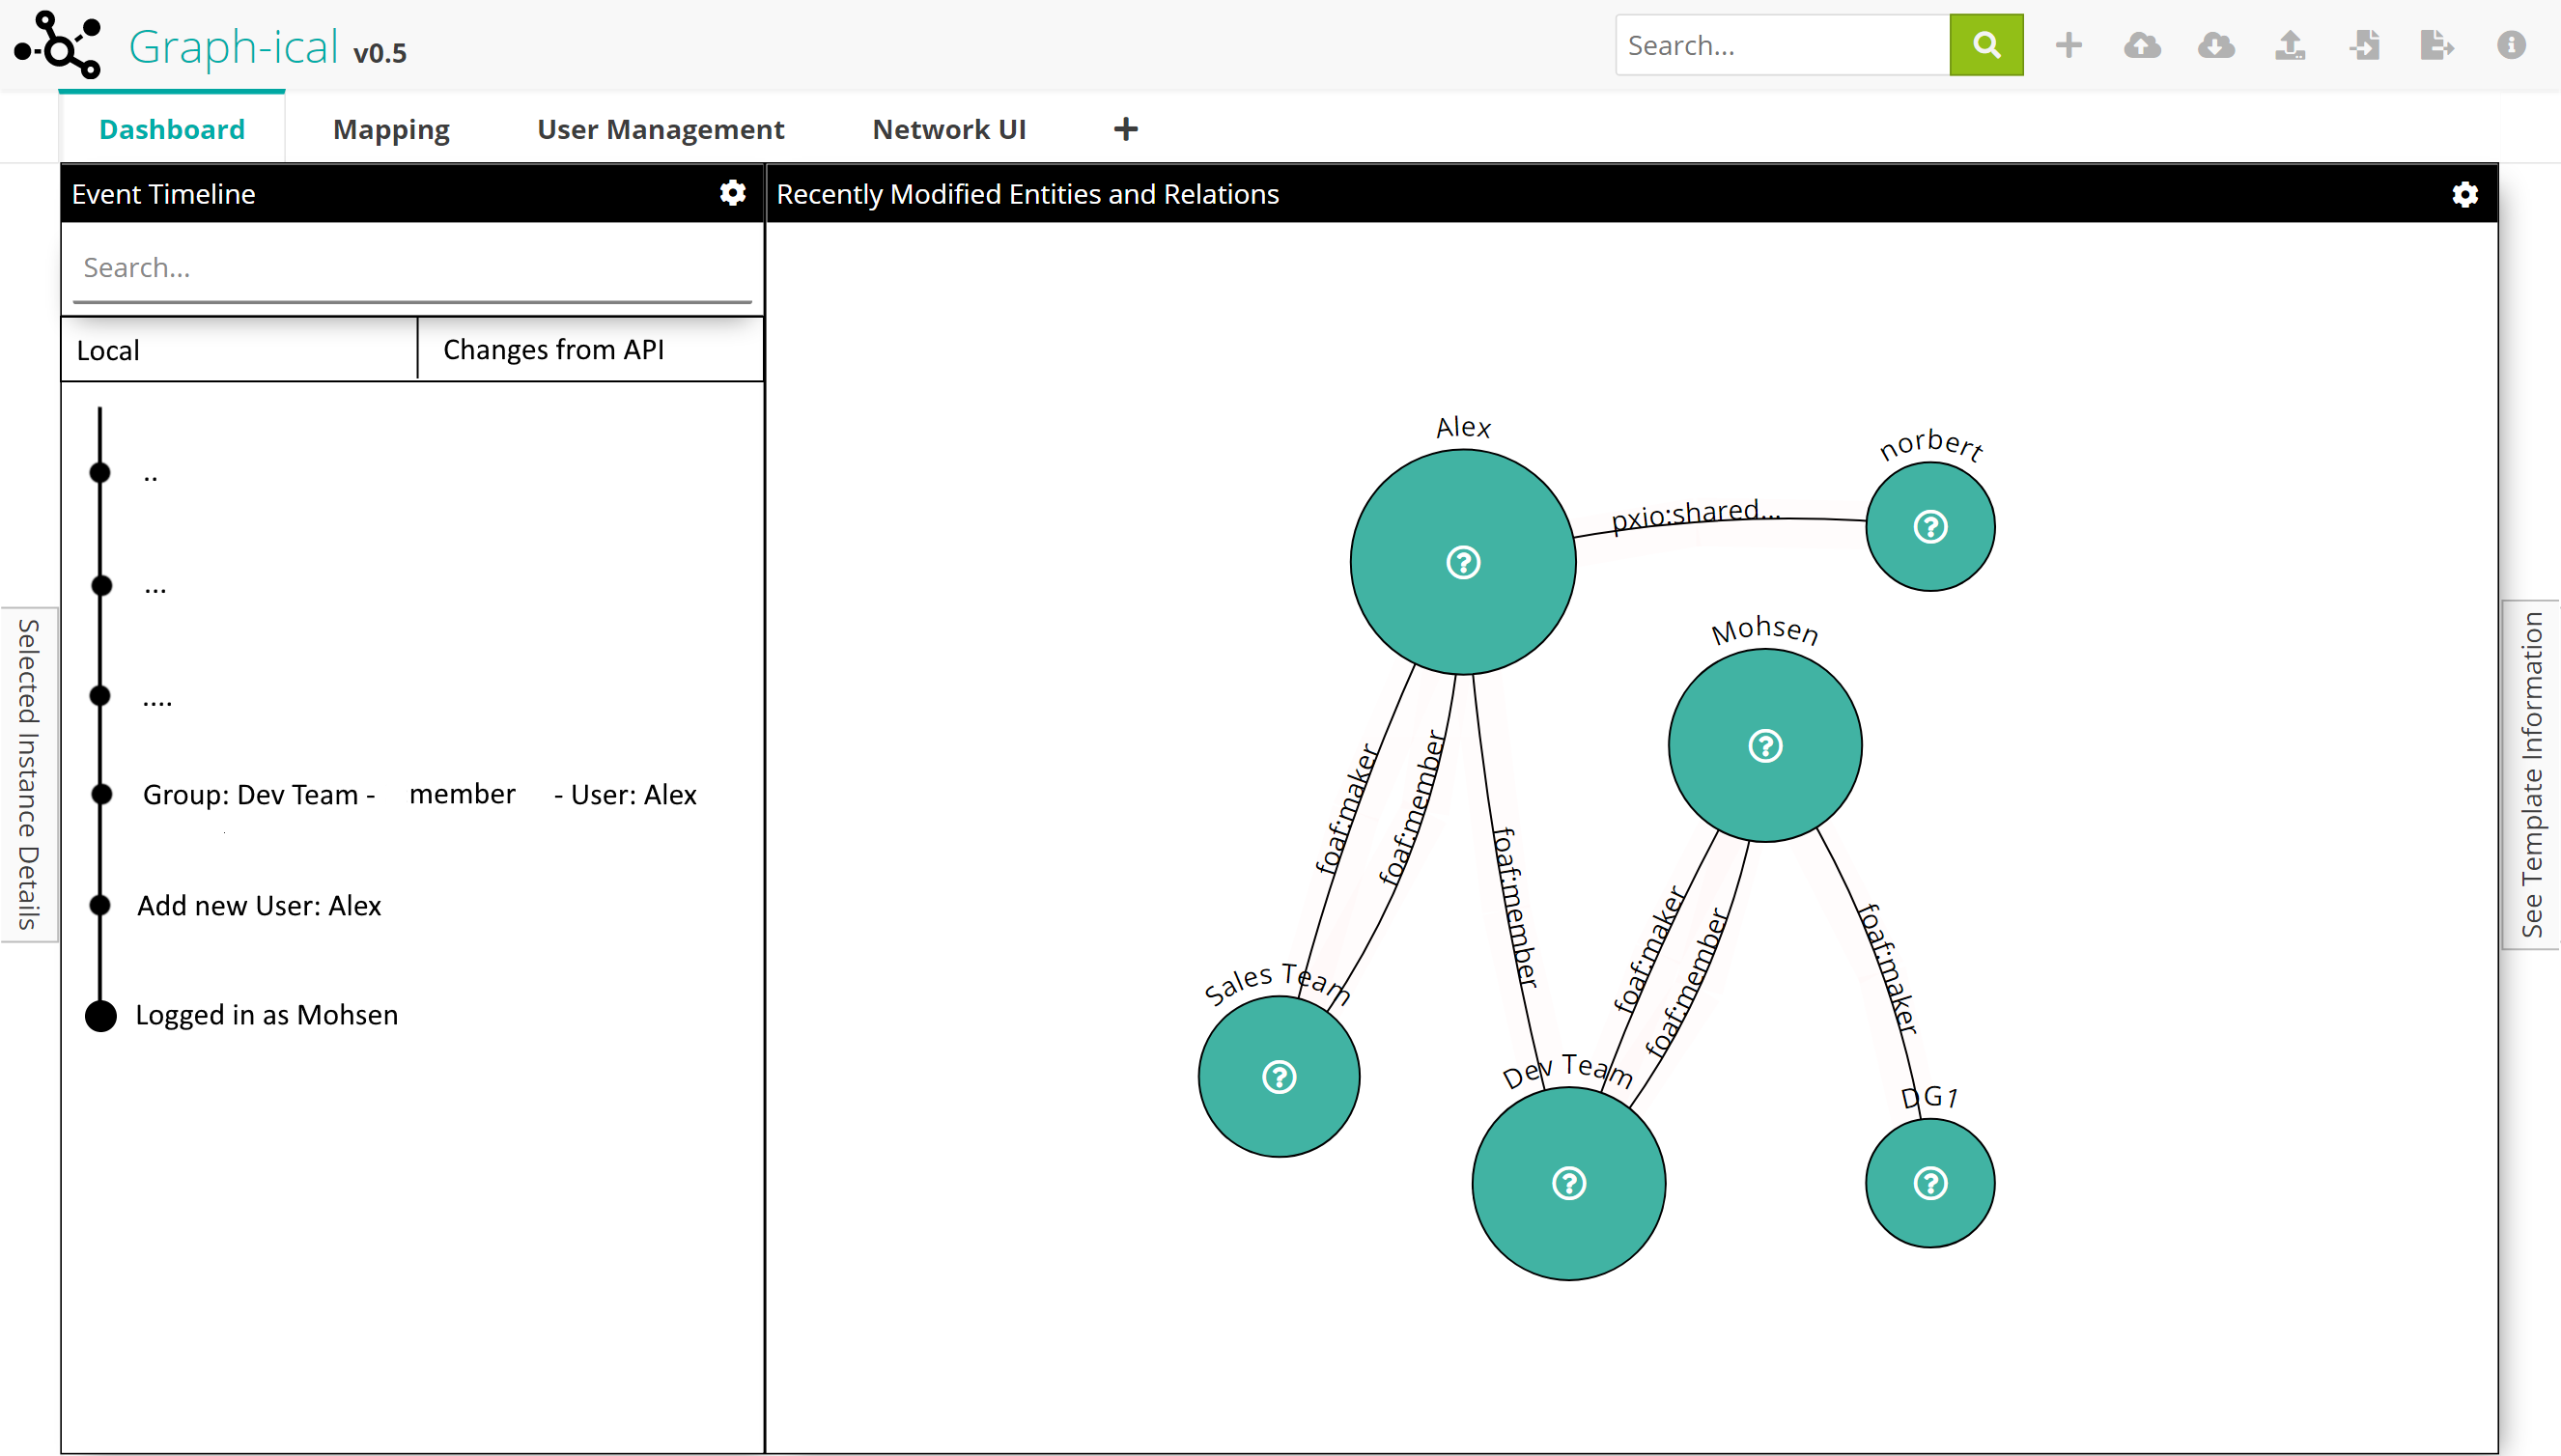 Graph-ical v0.5
Search...
Dashboard
Mapping
User Management
Network UI
Event Timeline
Search...
Local
Changes from API
..
...
....
Group: Dev Team - member - User: Alex
Add new User: Alex
Logged in as Mohsen
Selected Instance Details
Recently Modified Entities and Relations
Alex
norbert
pxio:shared...
Mohsen
foaf:maker
foaf:member
foaf:member
foaf:maker
foaf:member
foaf:maker
Sales Team
Dev Team
DG1
See Template Information